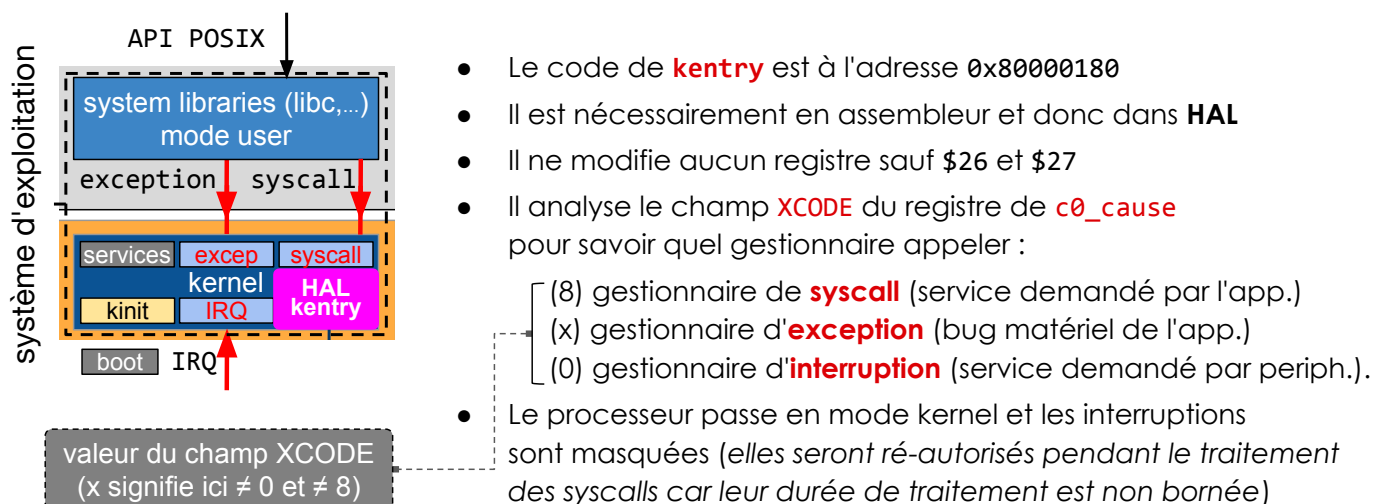 système d'exploitation
API POSIX
system libraries (libc,...)
mode user
exception syscall
services excep syscall
kernel HAL
kinit IRQ kentry
boot IRQ
valeur du champ XCODE
(x signifie ici ≠ 0 et ≠ 8)
● Le code de kentry est à l'adresse 0x80000180
● Il est nécessairement en assembleur et donc dans HAL
● Il ne modifie aucun registre sauf $26 et $27
● Il analyse le champ XCODE du registre de c0_cause
pour savoir quel gestionnaire appeler :
(8) gestionnaire de syscall (service demandé par l'app.)
(x) gestionnaire d'exception (bug matériel de l'app.)
(0) gestionnaire d'interruption (service demandé par periph.).
● Le processeur passe en mode kernel et les interruptions
sont masquées (elles seront ré-autorisés pendant le traitement
des syscalls car leur durée de traitement est non bornée)